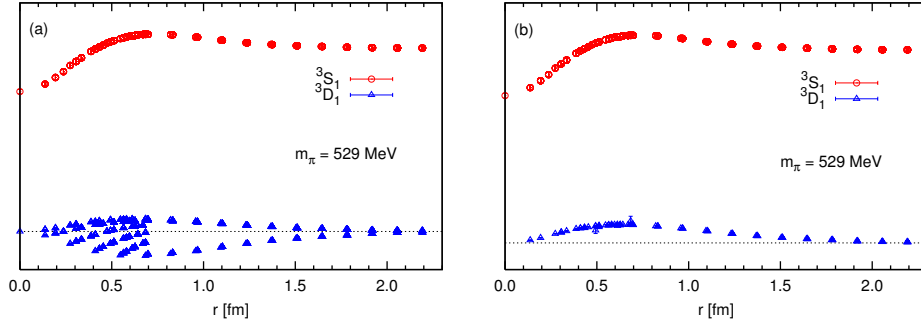 (a)
³S₁
³D₁
m_π = 529 MeV
0.0 0.5 1.0 1.5 2.0
r [fm]
(b)
³S₁
³D₁
m_π = 529 MeV
0.0 0.5 1.0 1.5 2.0
r [fm]